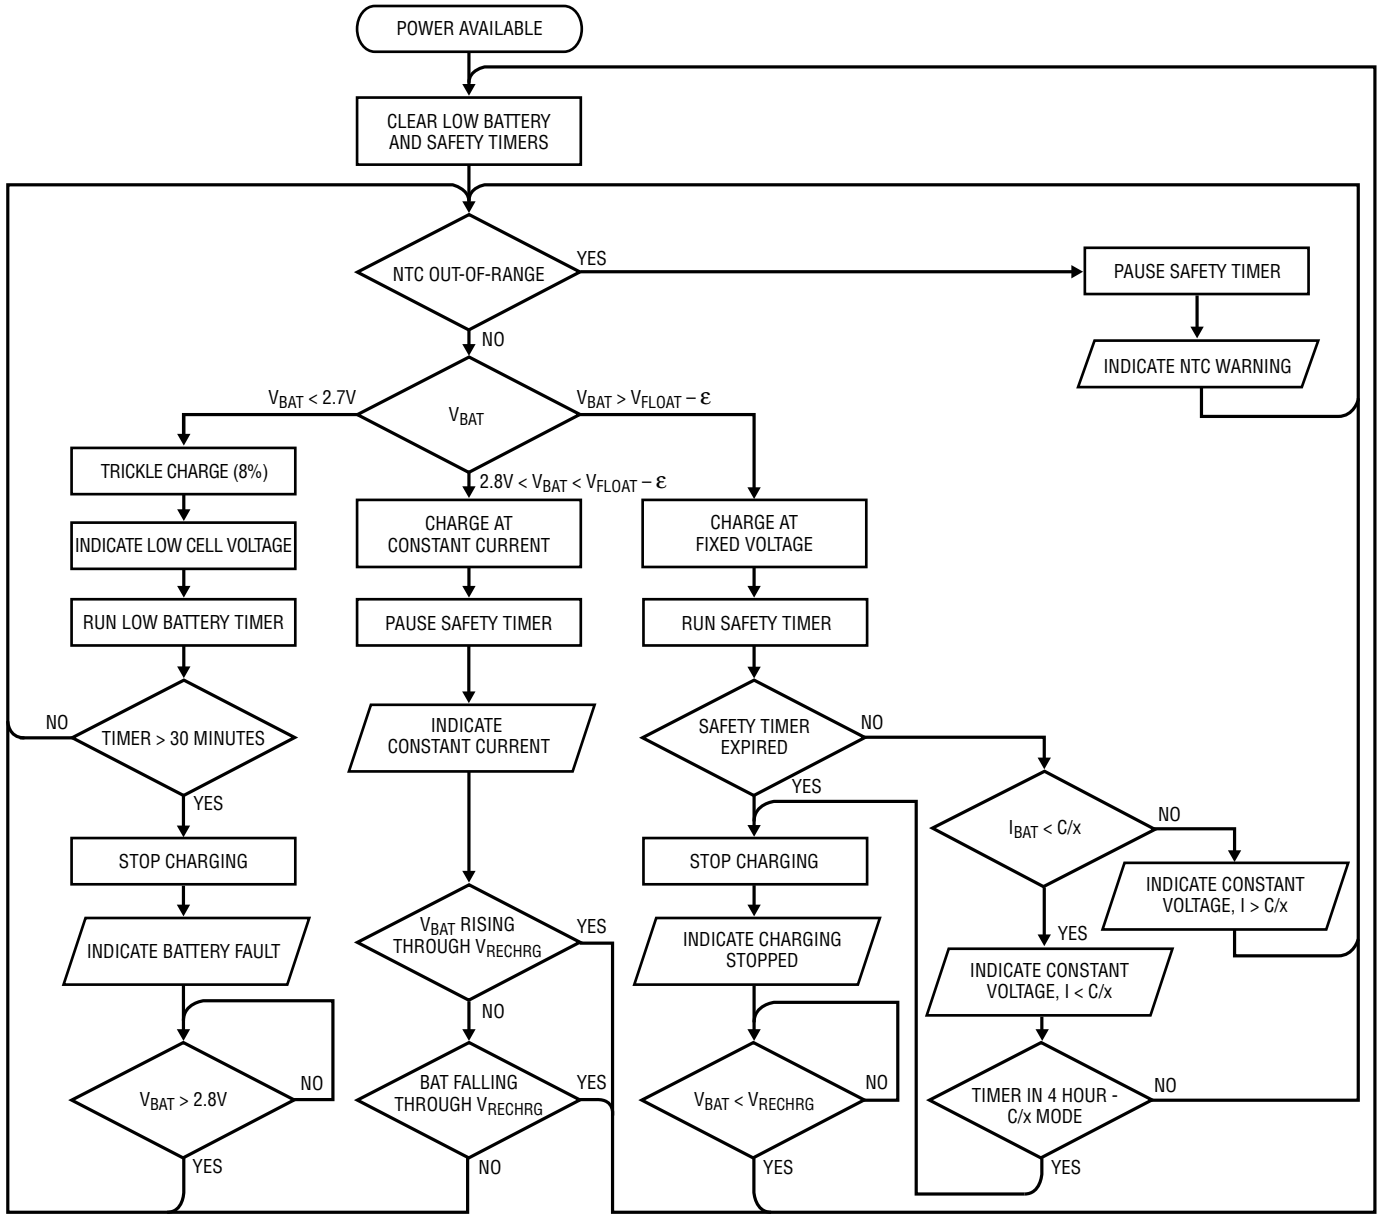 POWER AVAILABLE
CLEAR LOW BATTERY
AND SAFETY TIMERS
NTC OUT-OF-RANGE
YES
NO
PAUSE SAFETY TIMER
INDICATE NTC WARNING
VBAT
VBAT < 2.7V
VBAT > VFLOAT – ε
2.8V < VBAT < VFLOAT – ε
TRICKLE CHARGE (8%)
INDICATE LOW CELL VOLTAGE
RUN LOW BATTERY TIMER
TIMER > 30 MINUTES
NO
YES
STOP CHARGING
INDICATE BATTERY FAULT
VBAT > 2.8V
NO
YES
CHARGE AT
CONSTANT CURRENT
PAUSE SAFETY TIMER
INDICATE
CONSTANT CURRENT
VBAT RISING
THROUGH VRECHRG
YES
NO
BAT FALLING
THROUGH VRECHRG
YES
NO
CHARGE AT
FIXED VOLTAGE
RUN SAFETY TIMER
SAFETY TIMER
EXPIRED
NO
YES
STOP CHARGING
INDICATE CHARGING
STOPPED
VBAT < VRECHRG
NO
YES
IBAT < C/x
NO
YES
INDICATE CONSTANT
VOLTAGE, I > C/x
INDICATE CONSTANT
VOLTAGE, I < C/x
TIMER IN 4 HOUR -
C/x MODE
NO
YES